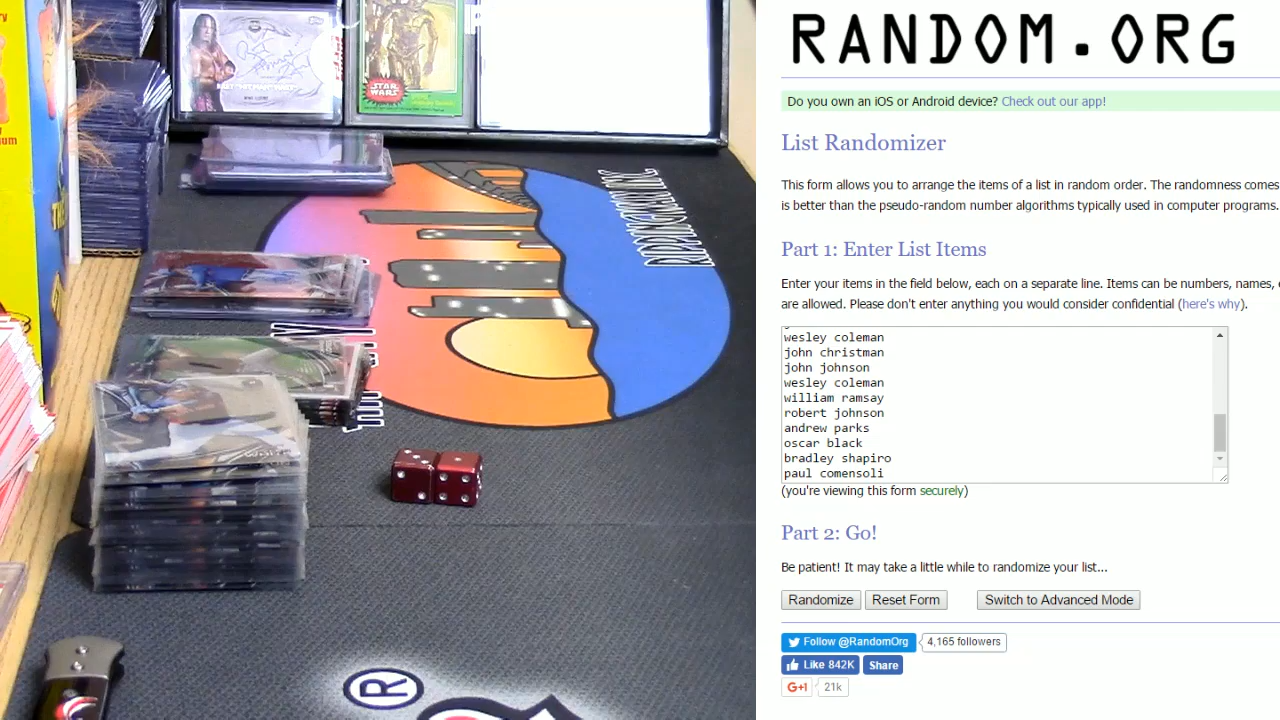 STAR
WARS
RANDOM.ORG
Do you own an iOS or Android device? Check out our app!
List Randomizer
This form allows you to arrange the items of a list in random order. The randomness comes
is better than the pseudo-random number algorithms typically used in computer programs.
Part 1: Enter List Items
Enter your items in the field below, each on a separate line. Items can be numbers, names,
are allowed. Please don't enter anything you would consider confidential (here's why).
wesley coleman
john christman
john johnson
wesley coleman
william ramsay
robert johnson
andrew parks
oscar black
bradley shapiro
paul comensoli
(you're viewing this form securely)
Part 2: Go!
Be patient! It may take a little while to randomize your list...
Randomize Reset Form Switch to Advanced Mode
Follow @RandomOrg 4,165 followers
Like 842K Share
G+1 21k
®